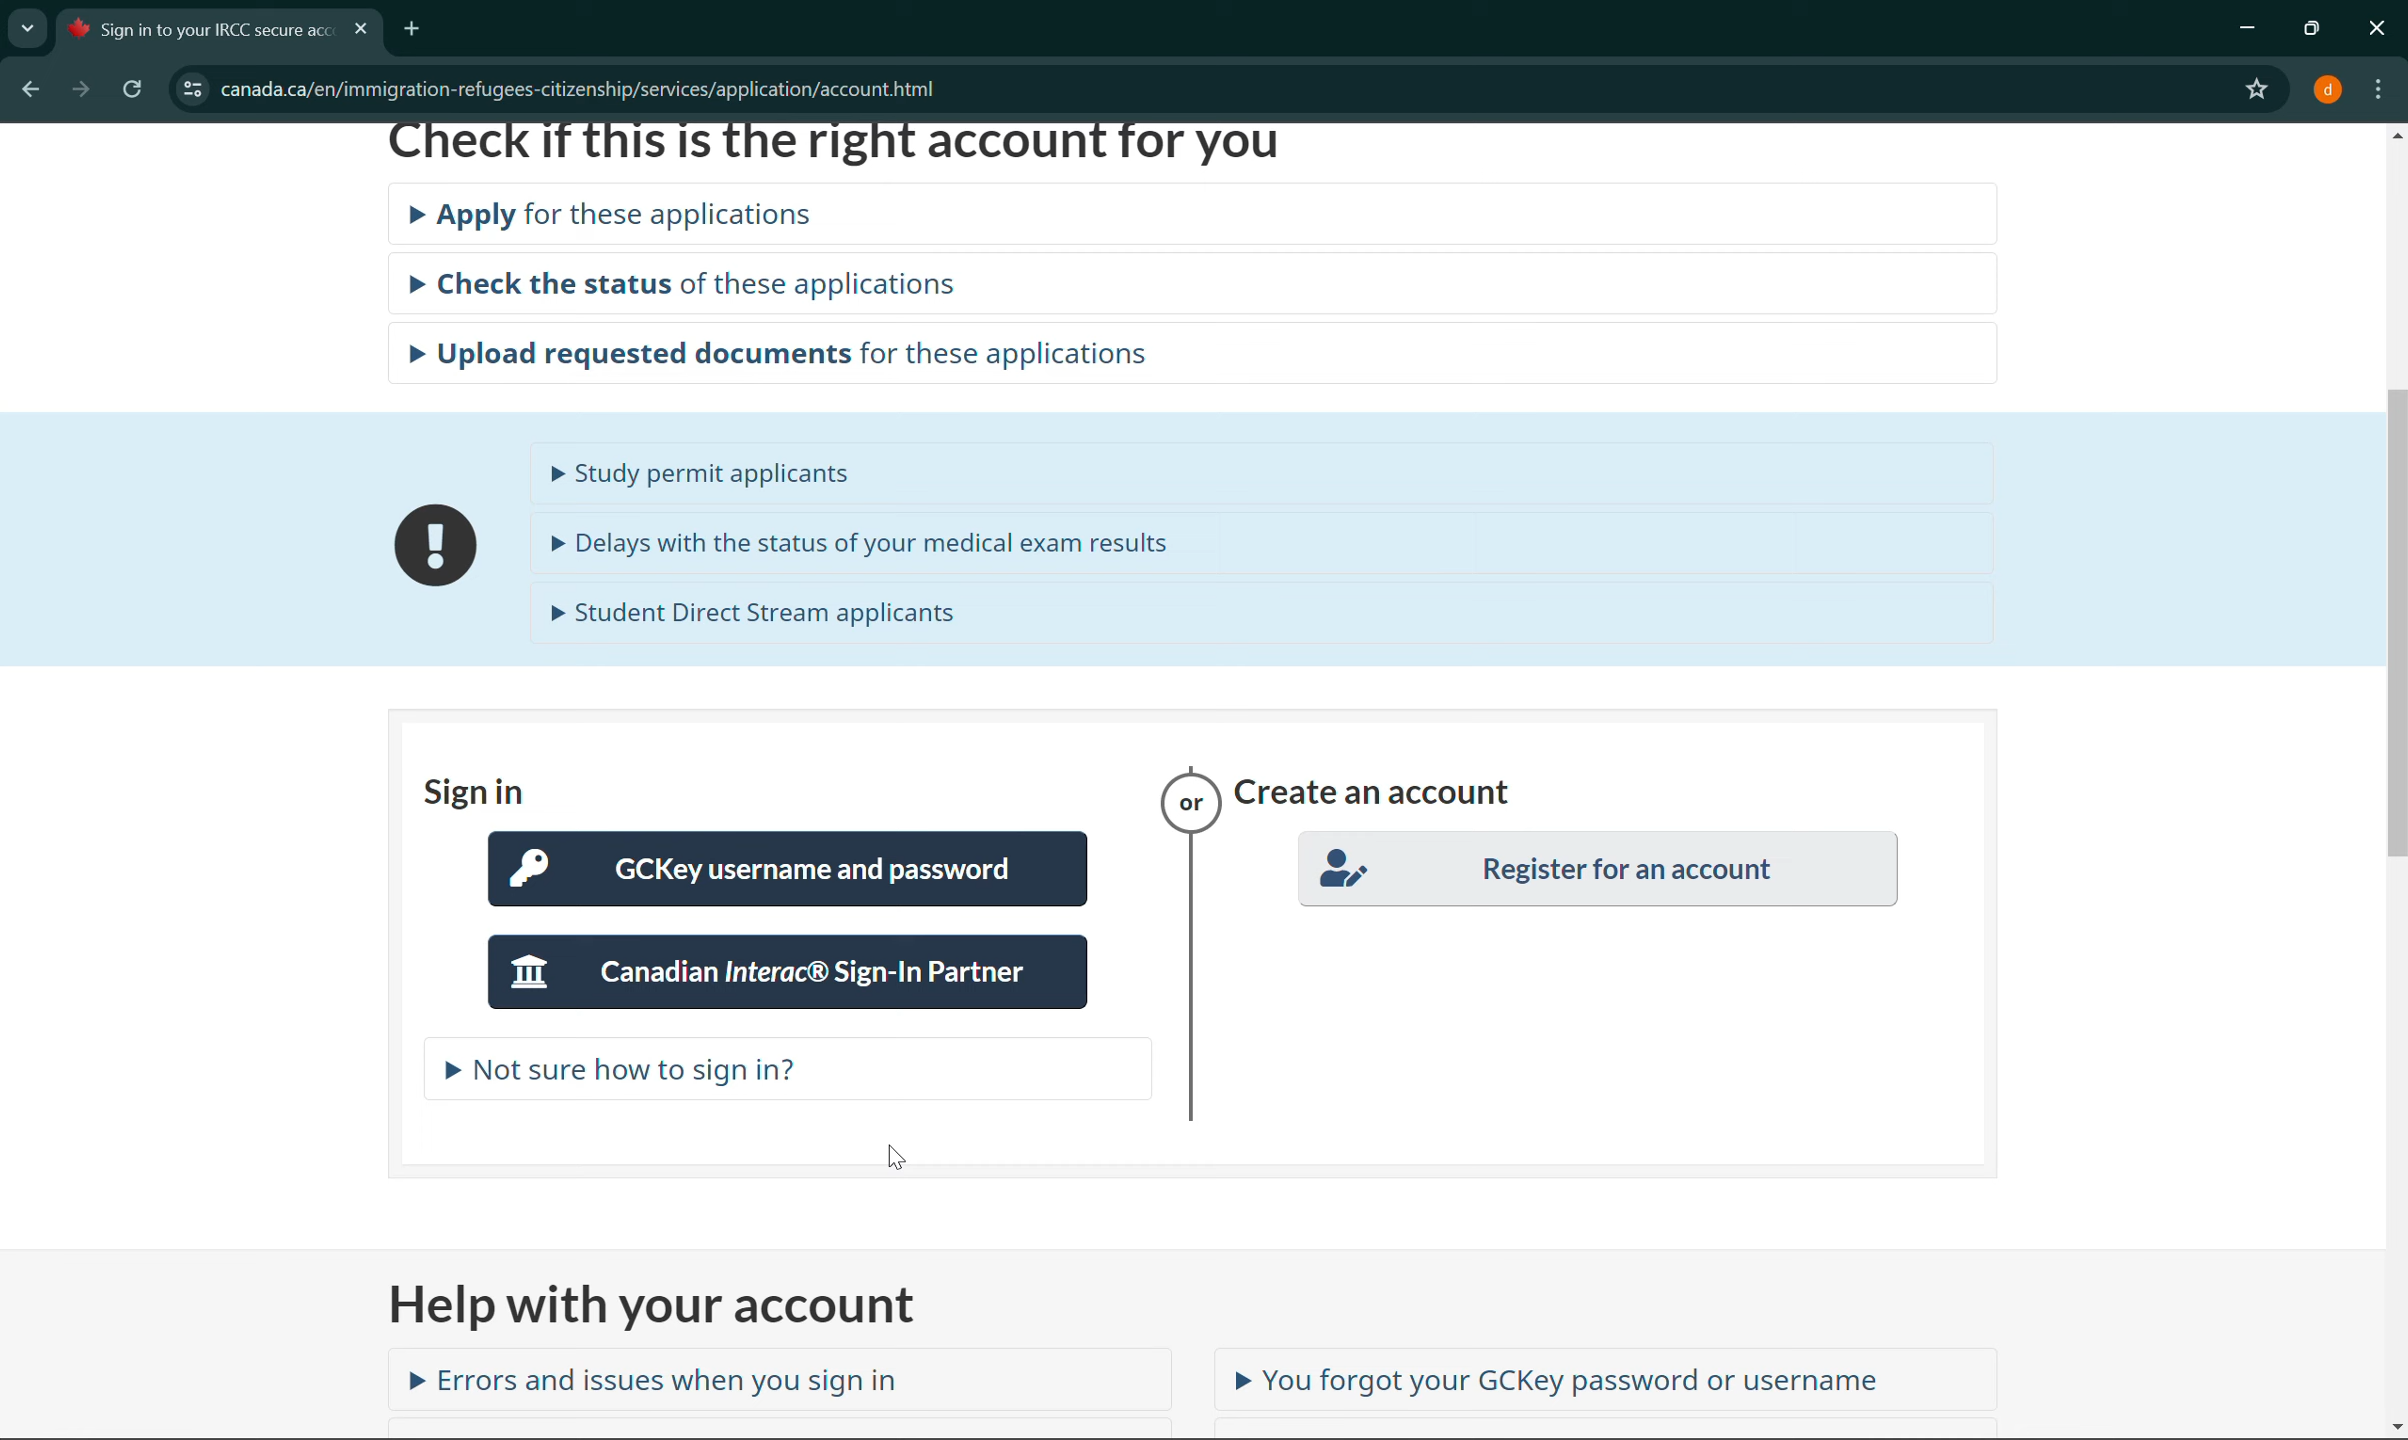 Sign in to your IRCC secure acc
canada.ca/en/immigration-refugees-citizenship/services/application/account.html
d
Check if this is the right account for you
Apply for these applications
Check the status of these applications
Upload requested documents for these applications
Study permit applicants
Delays with the status of your medical exam results
Student Direct Stream applicants
Sign in
GCKey username and password
Canadian Interac® Sign-In Partner
Not sure how to sign in?
or
Create an account
Register for an account
Help with your account
Errors and issues when you sign in
You forgot your GCKey password or username